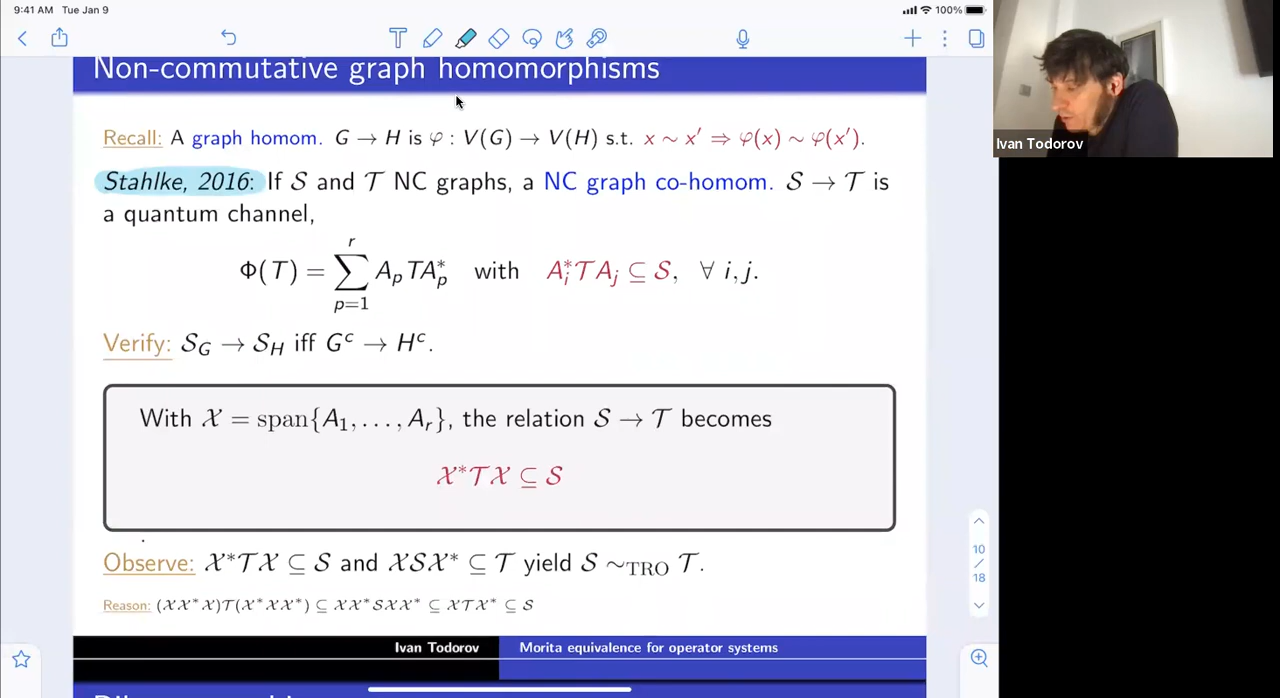 9:41 AM Tue Jan 9
100%
Non-commutative graph homomorphisms
Recall: A graph homom. G → H is φ : V(G) → V(H) s.t. x ∼ x′ ⇒ φ(x) ∼ φ(x′).
Stahlke, 2016: If 𝒮 and 𝒯 NC graphs, a NC graph co-homom. 𝒮 → 𝒯 is
a quantum channel,
Φ(T) = ∑_{p=1}^{r} A_p T A_p^* with A_i^* 𝒯 A_j ⊆ 𝒮, ∀ i, j.
Verify: 𝒮_G → 𝒮_H iff G^c → H^c.
With 𝒳 = span{A_1, . . . , A_r}, the relation 𝒮 → 𝒯 becomes
𝒳*𝒯𝒳 ⊆ 𝒮
Observe: 𝒳*𝒯𝒳 ⊆ 𝒮 and 𝒳𝒮𝒳* ⊆ 𝒯 yield 𝒮 ∼_TRO 𝒯.
Reason: (𝒳𝒳*𝒳)𝒯(𝒳*𝒳𝒳*) ⊆ 𝒳𝒳*𝒮𝒳𝒳* ⊆ 𝒳𝒯𝒳* ⊆ 𝒮
Ivan Todorov Morita equivalence for operator systems
10
/
18
Ivan Todorov